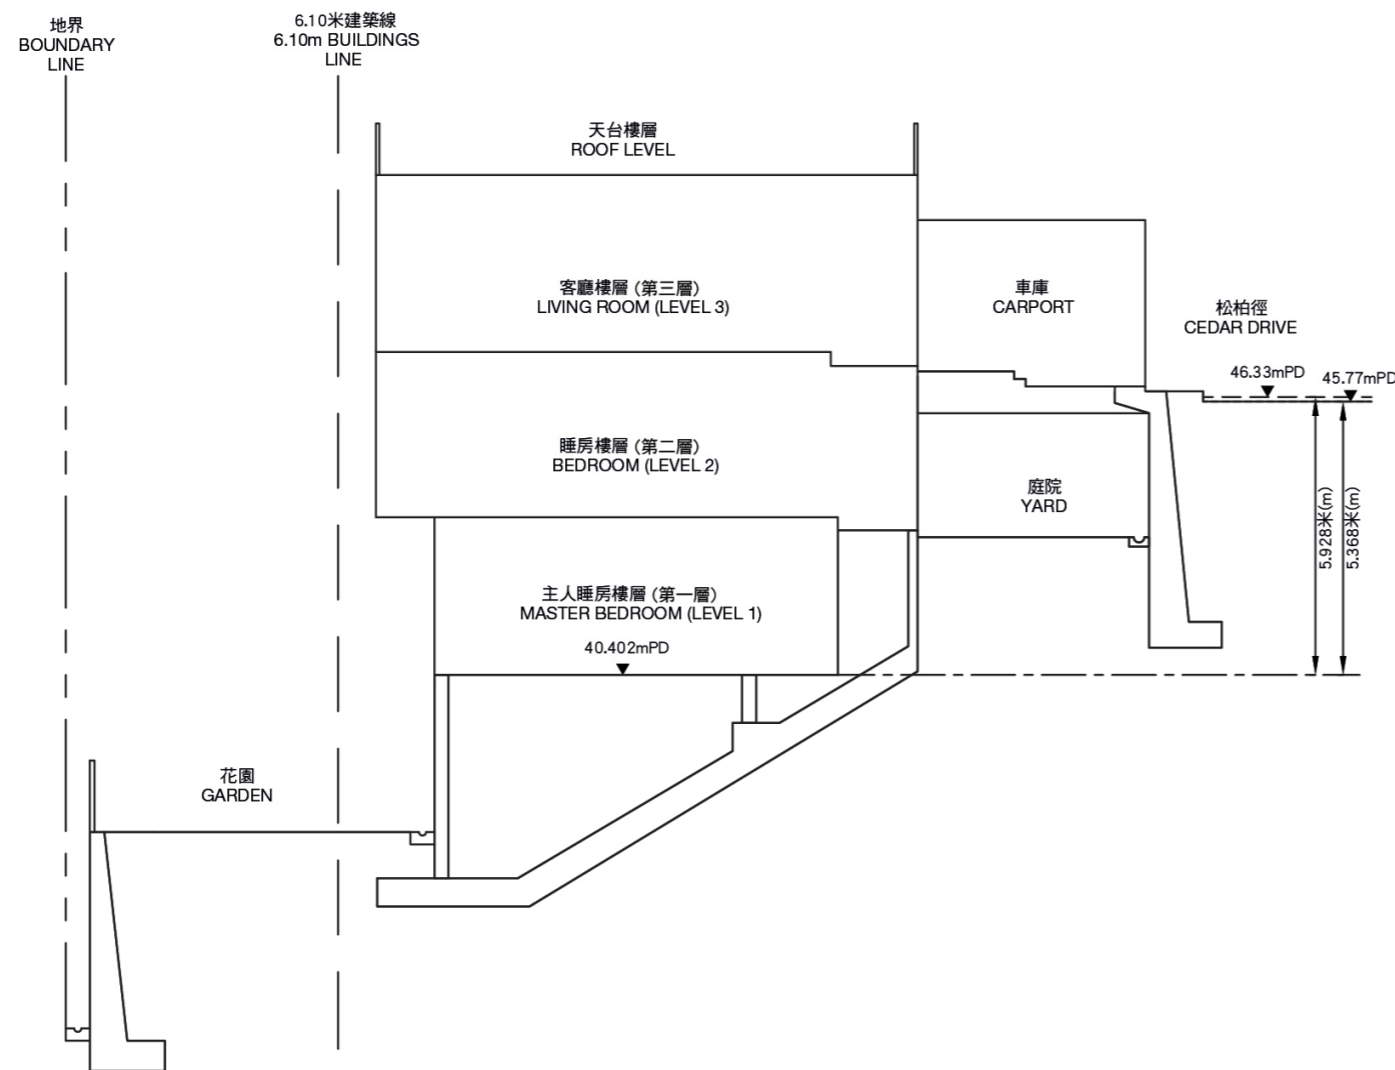 地界
BOUNDARY
LINE
6.10米建築線
6.10m BUILDINGS
LINE
天台樓層
ROOF LEVEL
客廳樓層 (第三層)
LIVING ROOM (LEVEL 3)
車庫
CARPORT
松柏徑
CEDAR DRIVE
46.33mPD
45.77mPD
睡房樓層 (第二層)
BEDROOM (LEVEL 2)
庭院
YARD
5.928米(m)
5.368米(m)
主人睡房樓層 (第一層)
MASTER BEDROOM (LEVEL 1)
40.402mPD
花園
GARDEN